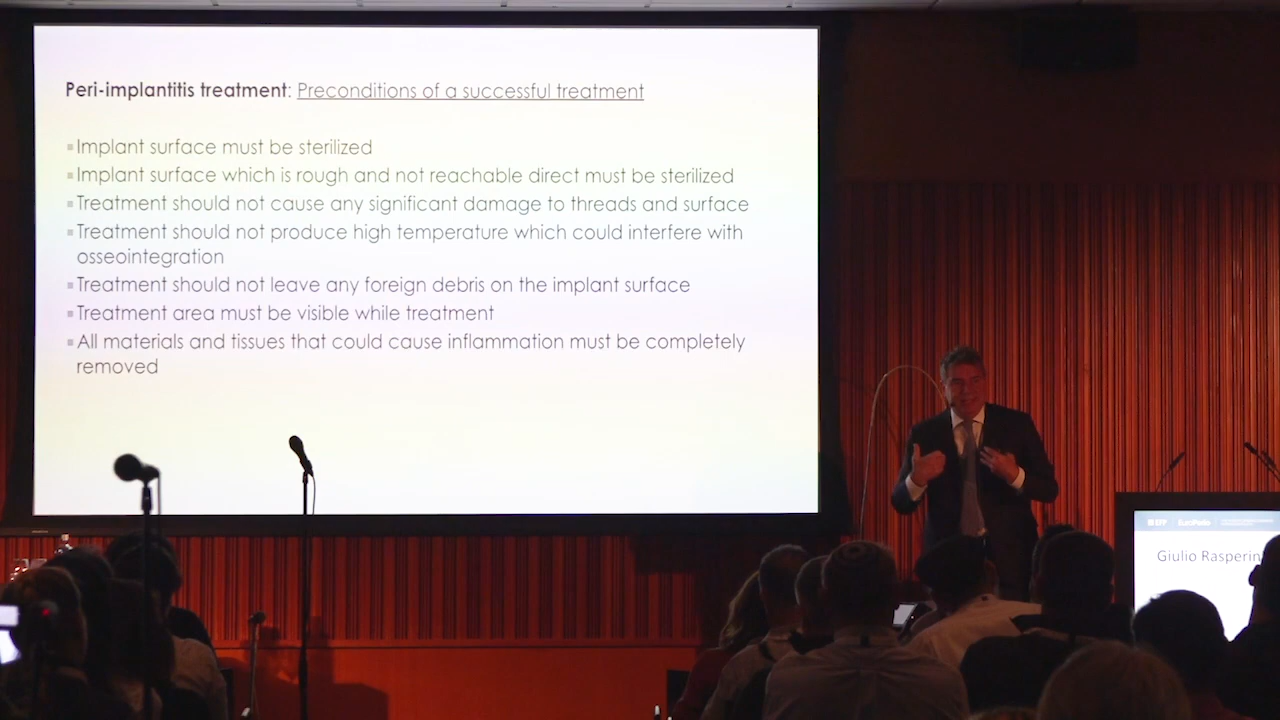 Peri-implantitis treatment: Preconditions of a successful treatment
Implant surface must be sterilized
Implant surface which is rough and not reachable direct must be sterilized
Treatment should not cause any significant damage to threads and surface
Treatment should not produce high temperature which could interfere with
osseointegration
Treatment should not leave any foreign debris on the implant surface
Treatment area must be visible while treatment
All materials and tissues that could cause inflammation must be completely
removed
EFP EuroPerio
Giulio Rasperin